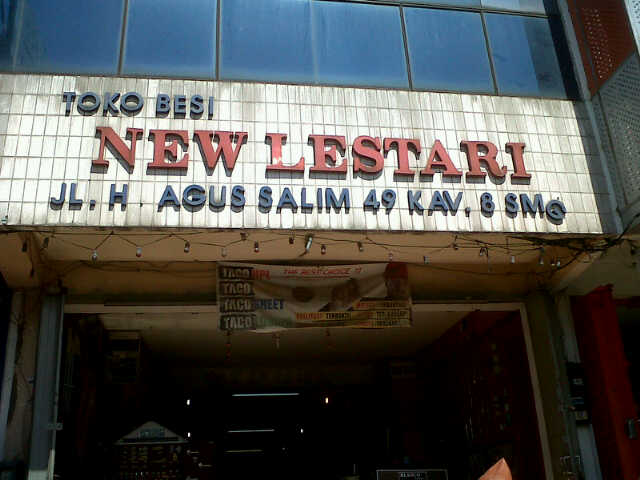 TOKO BESI
NEW LESTARI
JL. H. AGUS SALIM 49 KAV. 8 SMG
TACO HPL THE BEST CHOICE !!
TACO
TACO SHEET
TACO